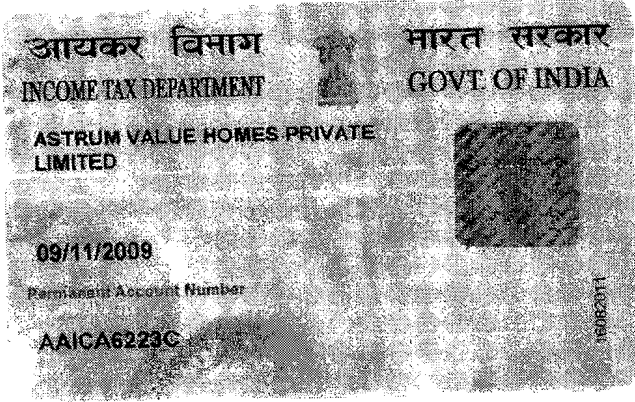 आयकर विभाग
भारत सरकार
INCOME TAX DEPARTMENT
GOVT. OF INDIA
ASTRUM VALUE HOMES PRIVATE
LIMITED
09/11/2009
Permanent Account Number
AAICA6223C
16082011